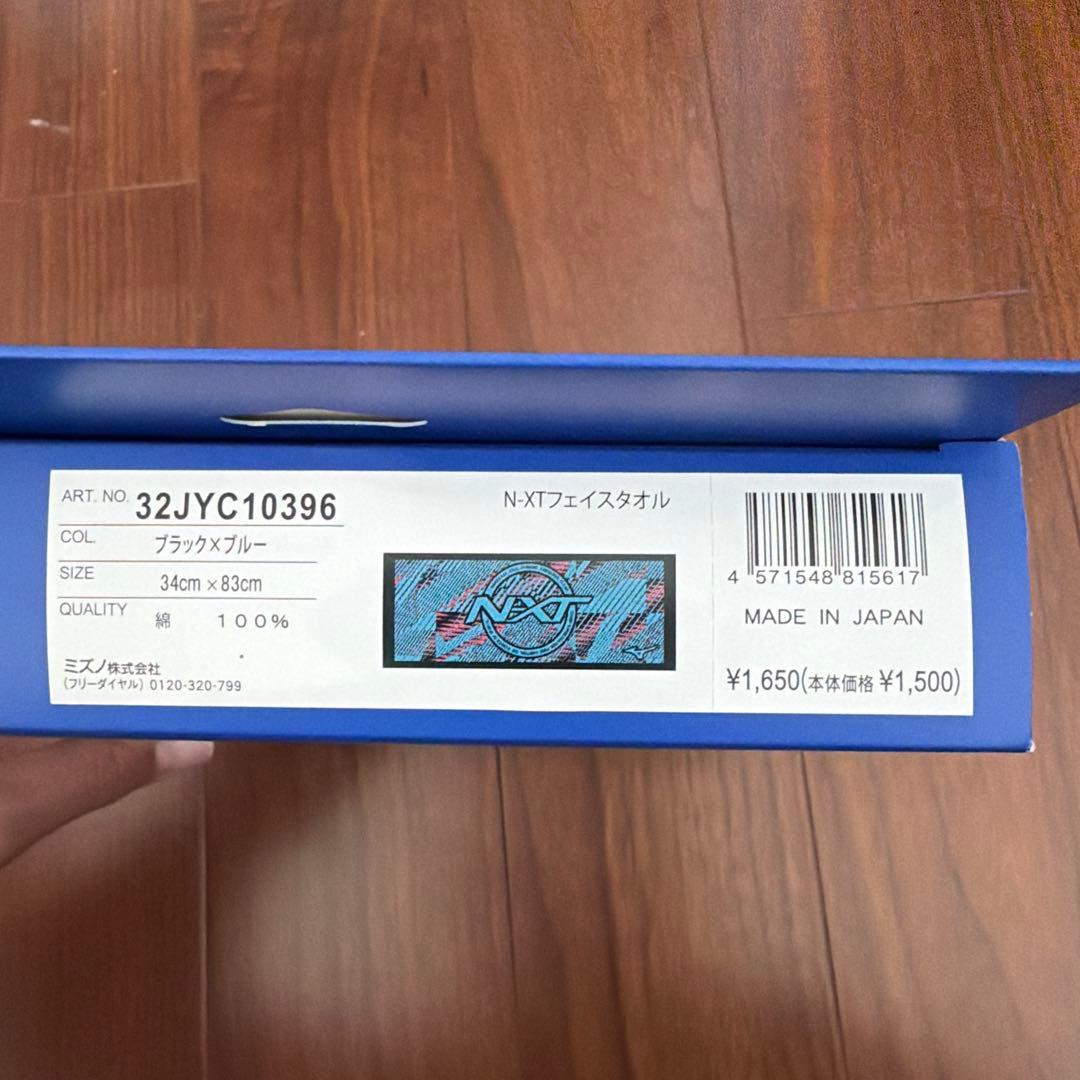 ART. NO. 32JYC10396
COL. ブラック×ブルー
SIZE 34cm×83cm
QUALITY 綿 100%
ミズノ株式会社
(フリーダイヤル) 0120-320-799
N-XTフェイスタオル
NXT
4 571548 815617
MADE IN JAPAN
¥1,650(本体価格 ¥1,500)